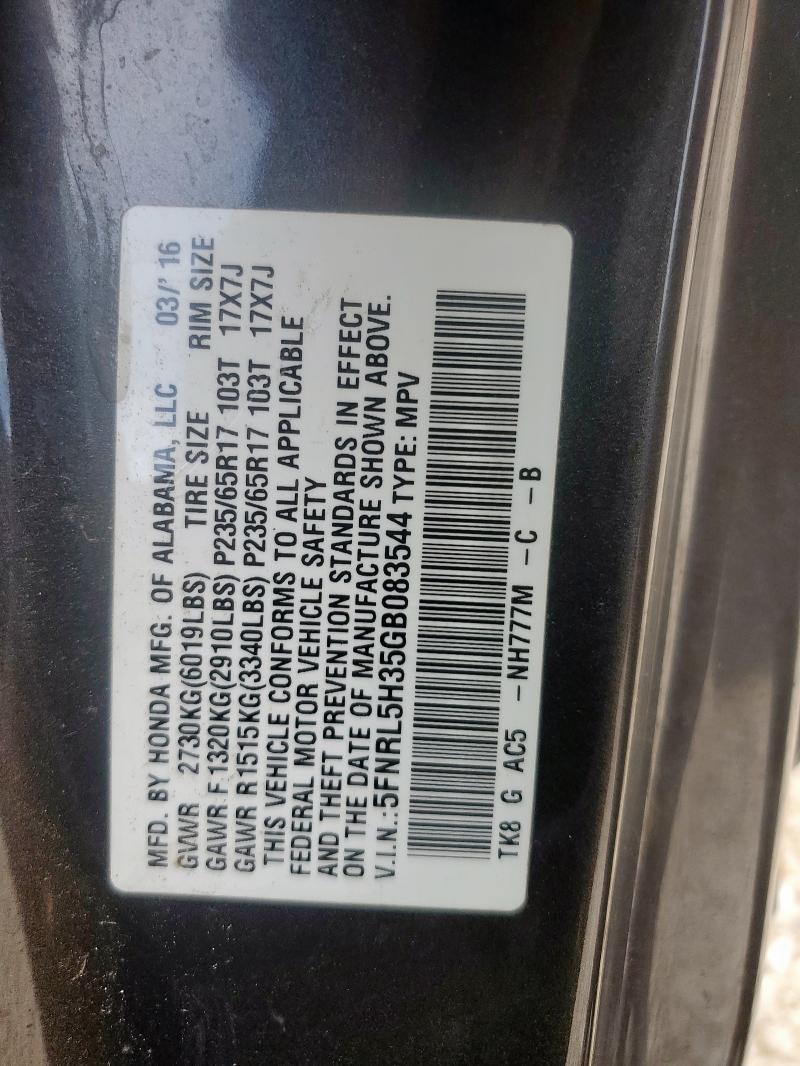 MFD. BY HONDA MFG. OF ALABAMA, LLC 03/' 16
GVWR 2730KG(6019LBS) TIRE SIZE RIM SIZE
GAWR F 1320KG(2910LBS) P235/65R17 103T 17X7J
GAWR R 1515KG(3340LBS) P235/65R17 103T 17X7J
THIS VEHICLE CONFORMS TO ALL APPLICABLE
FEDERAL MOTOR VEHICLE SAFETY
AND THEFT PREVENTION STANDARDS IN EFFECT
ON THE DATE OF MANUFACTURE SHOWN ABOVE.
V.I.N.:5FNRL5H35GB083544 TYPE: MPV
TK8 G AC5 -NH777M -C -B